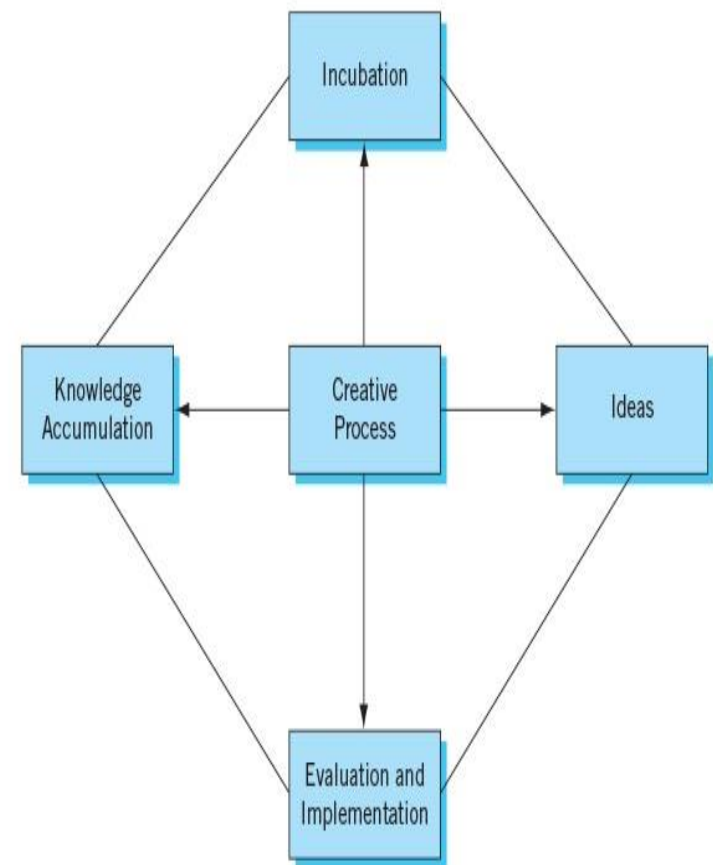 Incubation
Knowledge
Accumulation
Creative
Process
Ideas
Evaluation and
Implementation